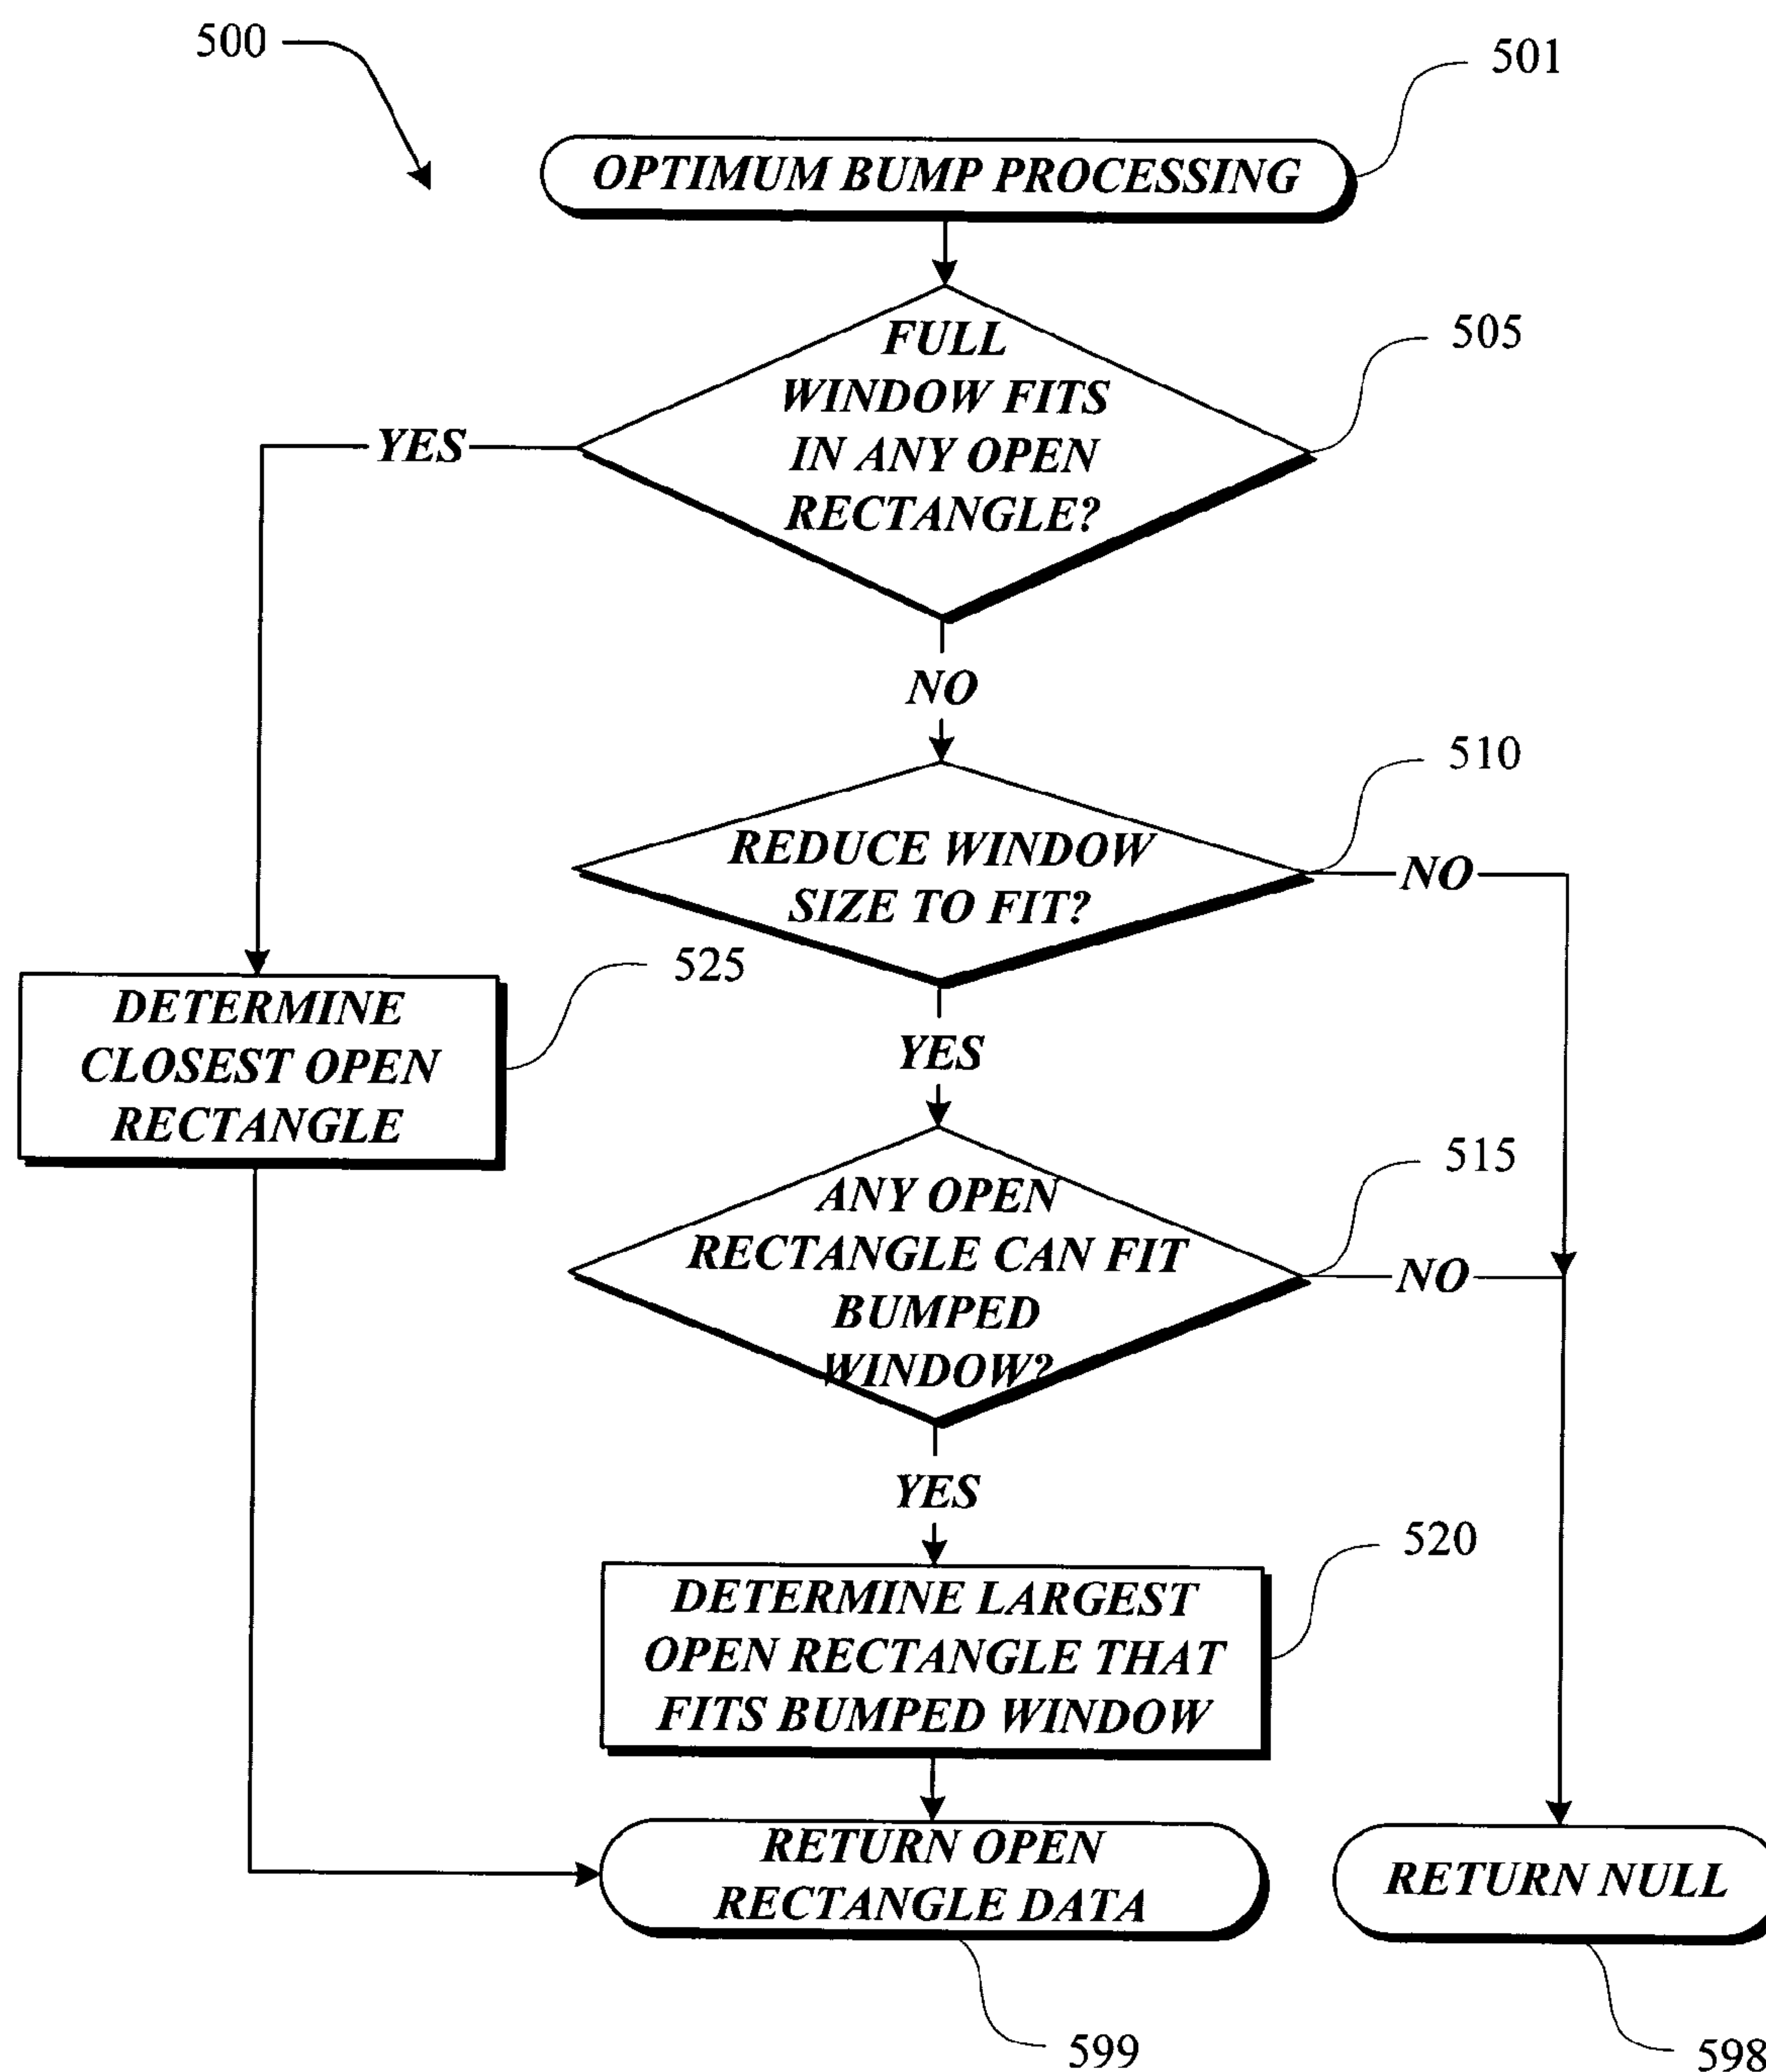 500
501
OPTIMUM BUMP PROCESSING
FULL
WINDOW FITS
IN ANY OPEN
RECTANGLE?
505
YES
NO
REDUCE WINDOW
SIZE TO FIT?
510
NO
DETERMINE
CLOSEST OPEN
RECTANGLE
525
YES
ANY OPEN
RECTANGLE CAN FIT
BUMPED
WINDOW?
515
NO
YES
DETERMINE LARGEST
OPEN RECTANGLE THAT
FITS BUMPED WINDOW
520
RETURN OPEN
RECTANGLE DATA
RETURN NULL
599
598